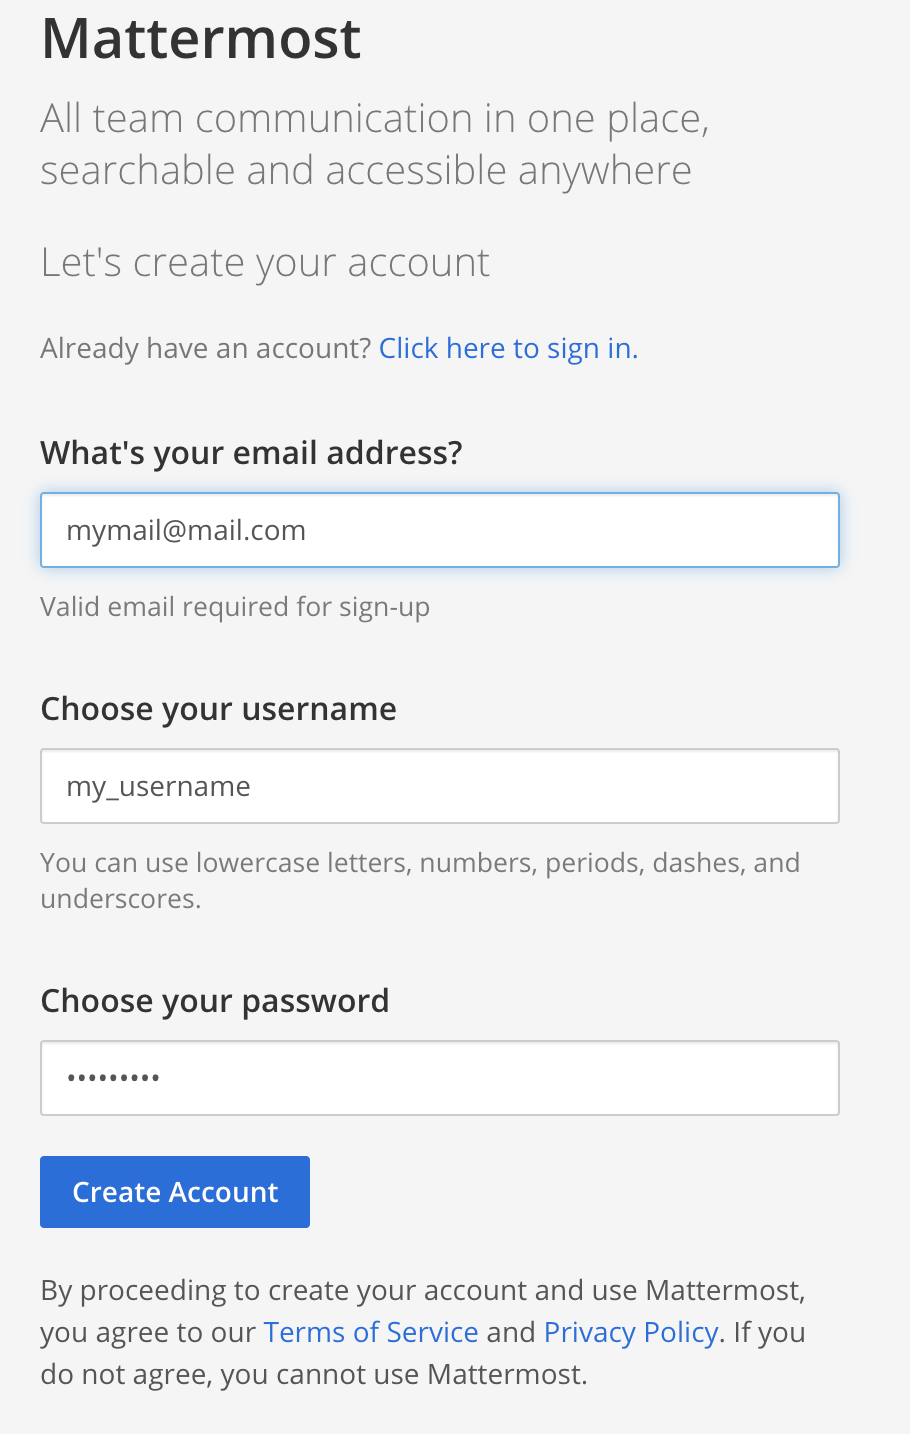 Mattermost
All team communication in one place,
searchable and accessible anywhere
Let's create your account
Already have an account? Click here to sign in.
What's your email address?
mymail@mail.com
Valid email required for sign-up
Choose your username
my_username
You can use lowercase letters, numbers, periods, dashes, and
underscores.
Choose your password
•••••••••
Create Account
By proceeding to create your account and use Mattermost,
you agree to our Terms of Service and Privacy Policy. If you
do not agree, you cannot use Mattermost.